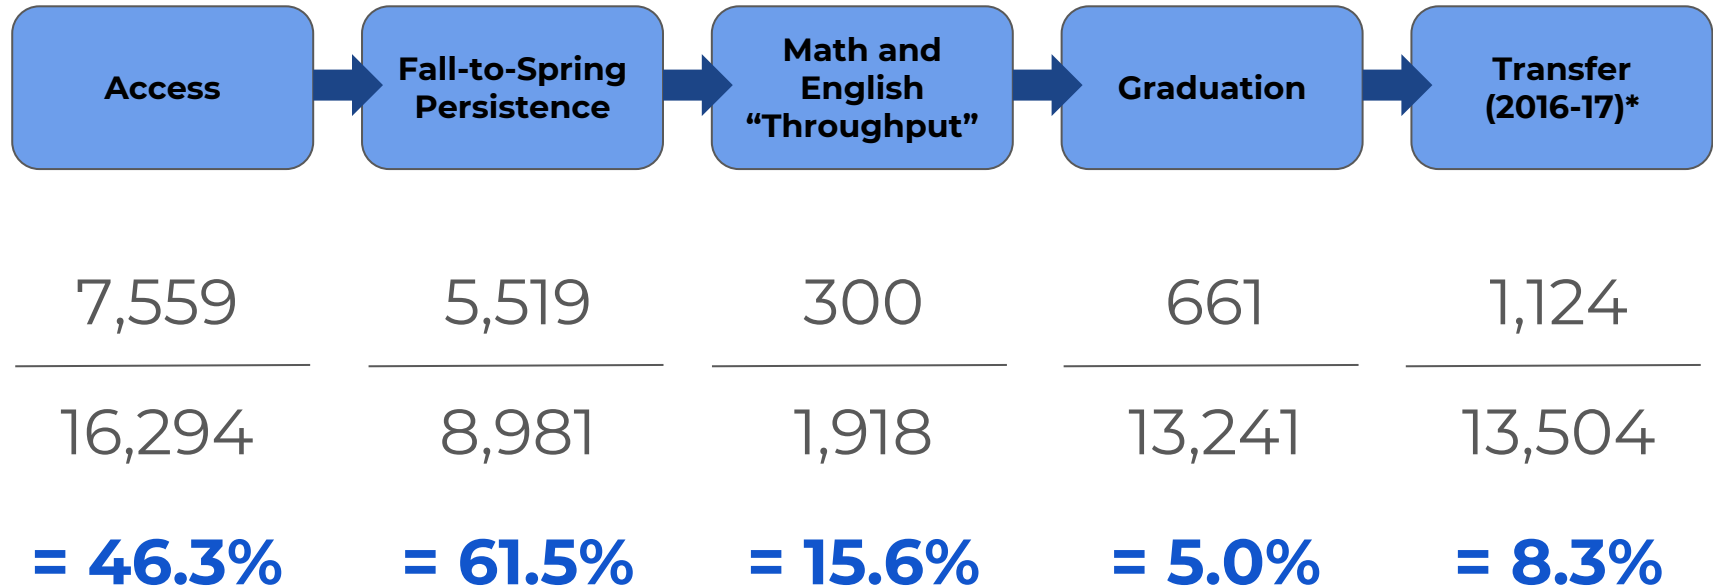 Access
Fall-to-Spring
Persistence
Math and
English
“Throughput”
Graduation
Transfer
(2016-17)*
7,559
5,519
300
661
1,124
16,294
8,981
1,918
13,241
13,504
= 46.3%
= 61.5%
= 15.6%
= 5.0%
= 8.3%